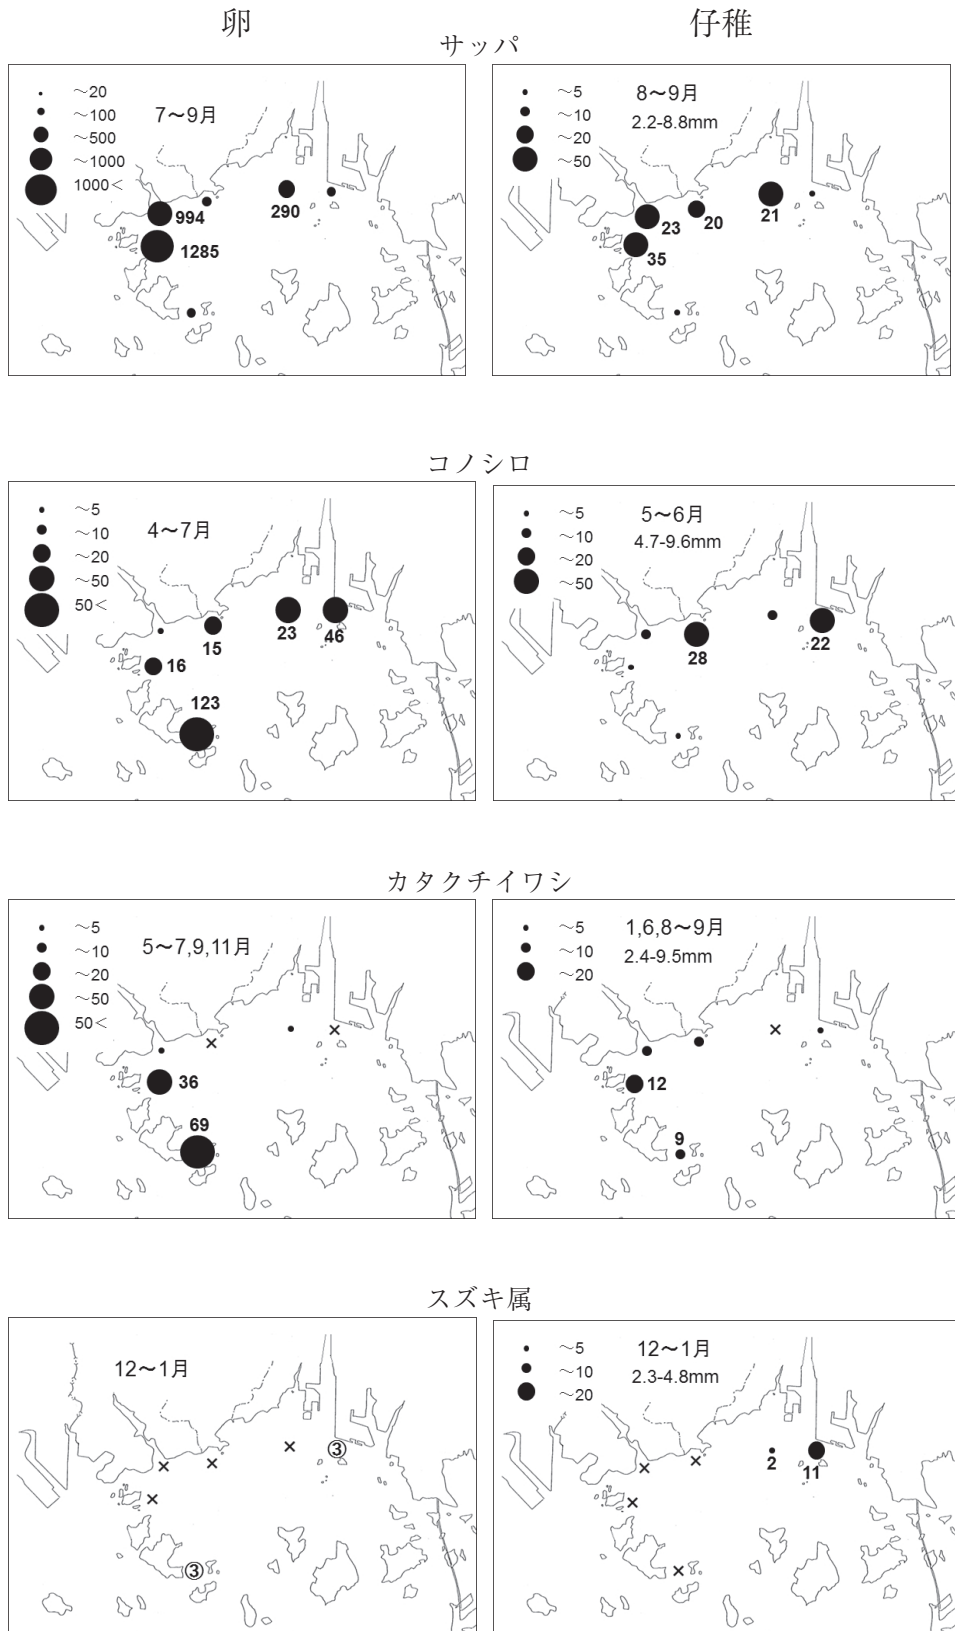 卵
仔稚
サッパ
～20
～100
～500
～1000
1000＜
7～9月
994
1285
290
～5
～10
～20
～50
8～9月
2.2-8.8mm
23
35
20
21
コノシロ
～5
～10
～20
～50
50＜
4～7月
15
16
23
46
123
～5
～10
～20
～50
5～6月
4.7-9.6mm
28
22
カタクチイワシ
～5
～10
～20
～50
50＜
5～7,9,11月
36
69
～5
～10
～20
1,6,8～9月
2.4-9.5mm
12
9
スズキ属
12～1月
③
③
～5
～10
～20
12～1月
2.3-4.8mm
2
11